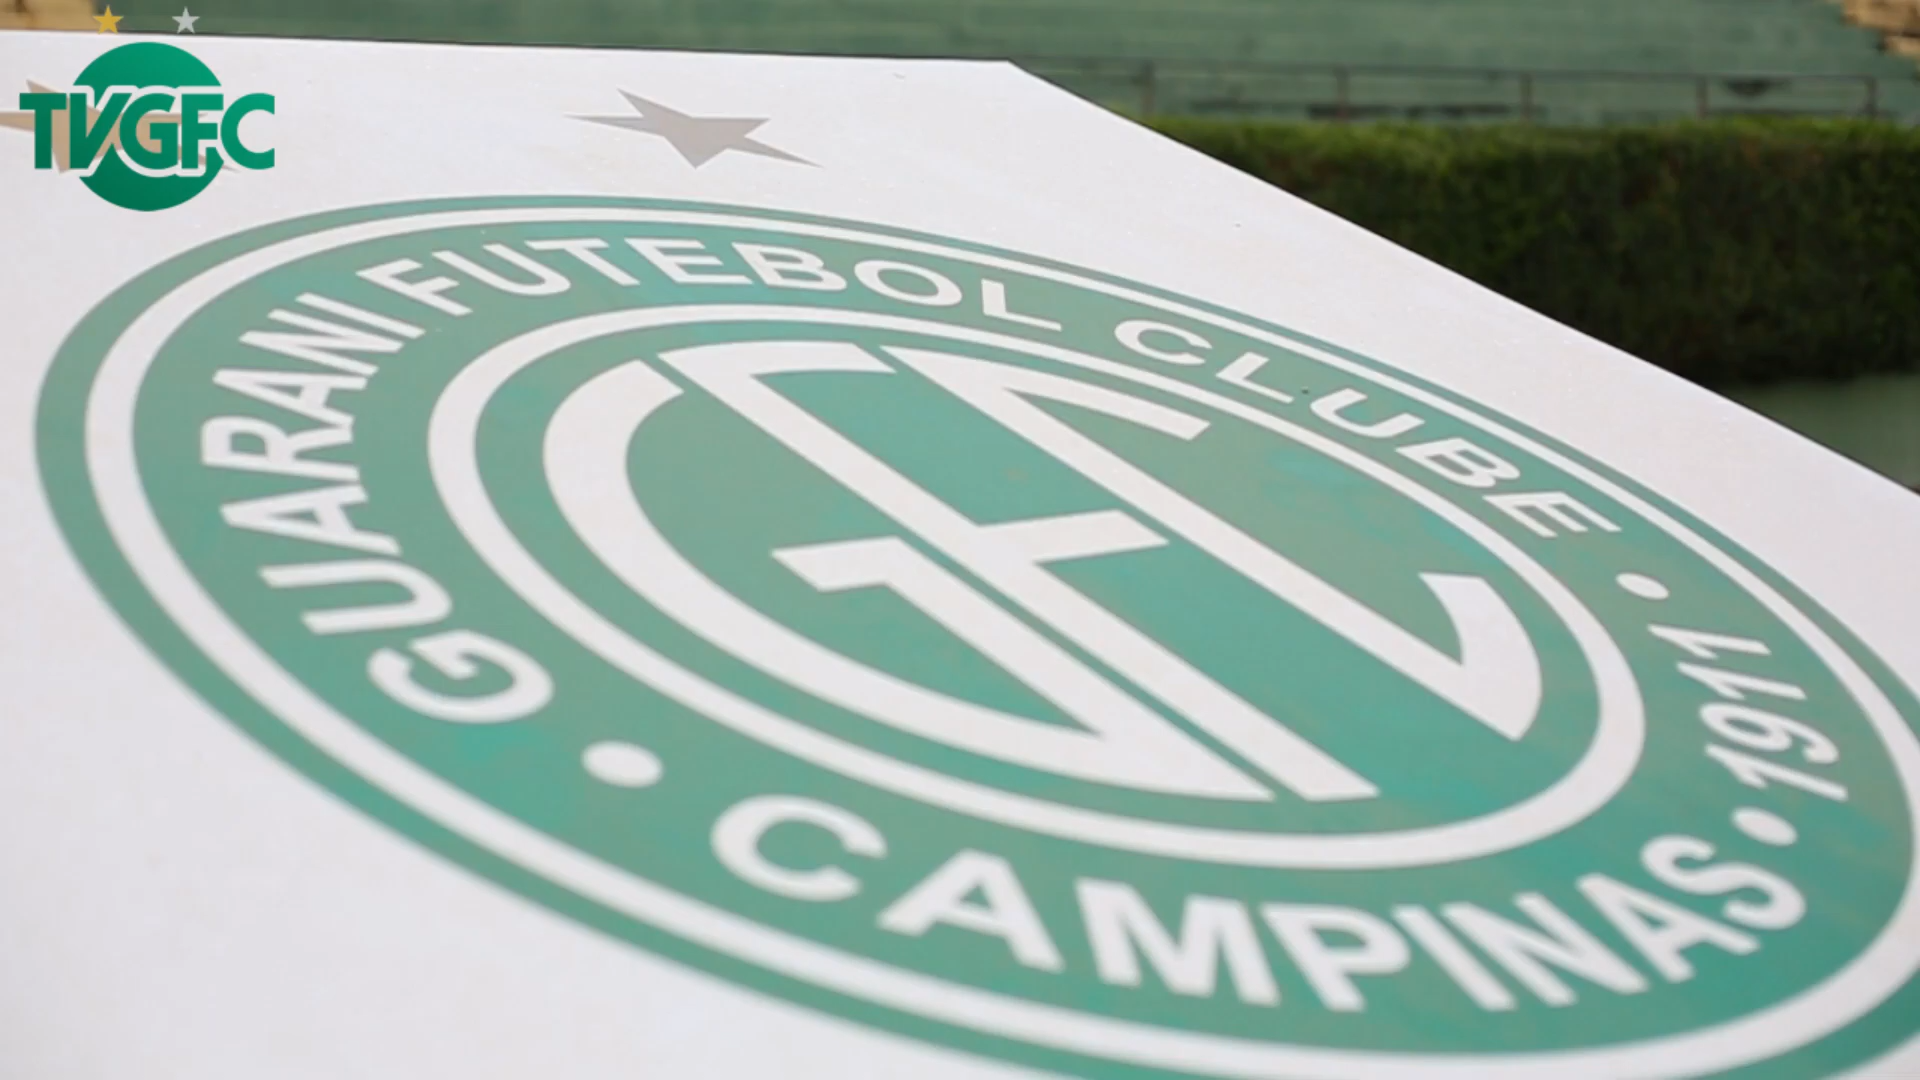 TVGFC
GUARANI FUTEBOL CLUBE • 1911 •
• CAMPINAS
GFC